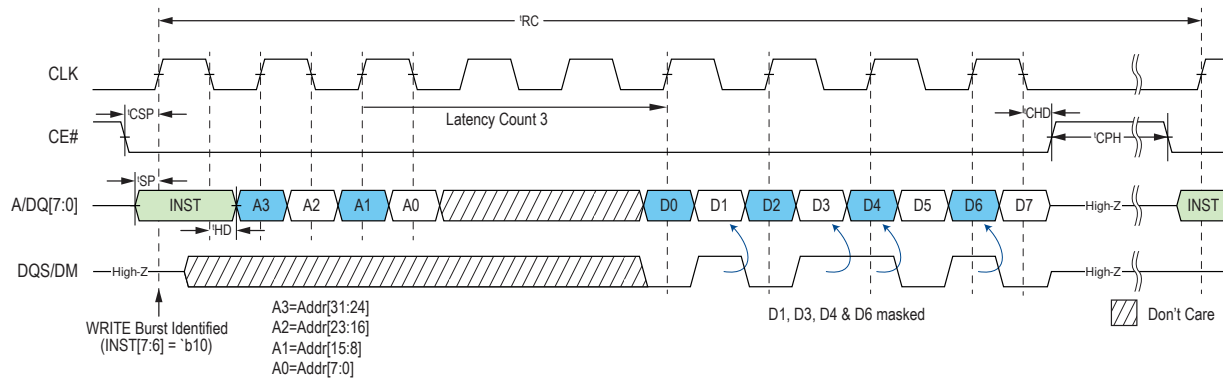 tRC
CLK
tCSP
Latency Count 3
tCHD
CE#
tCPH
tSP
A/DQ[7:0]
INST A3 A2 A1 A0 D0 D1 D2 D3 D4 D5 D6 D7 High-Z INST
tHD
DQS/DM
High-Z High-Z
A3=Addr[31:24]
A2=Addr[23:16]
A1=Addr[15:8]
A0=Addr[7:0]
WRITE Burst Identified
(INST[7:6] = `b10)
D1, D3, D4 & D6 masked
Don't Care